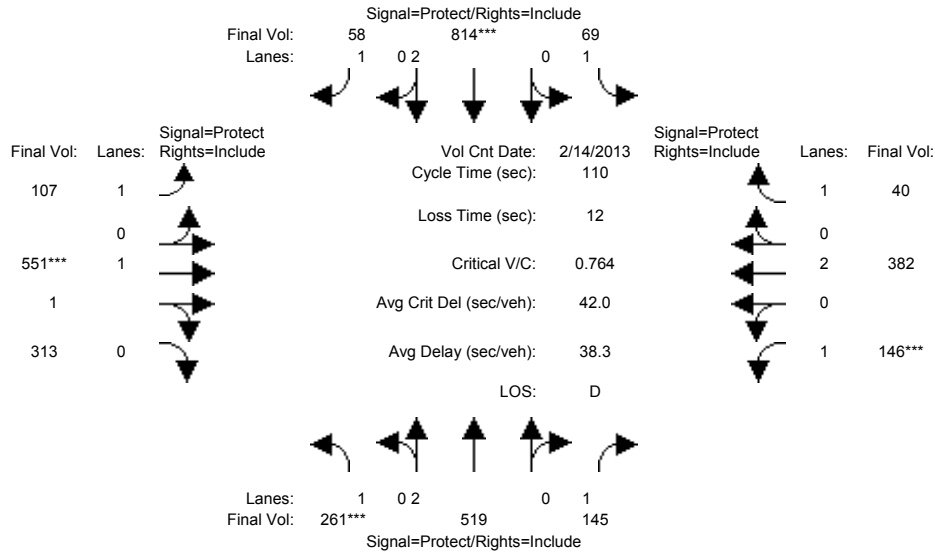 Signal=Protect/Rights=Include
Final Vol: 58 814*** 69
Lanes: 1 0 2 0 1
Signal=Protect Signal=Protect
Final Vol: Lanes: Rights=Include Vol Cnt Date: 2/14/2013 Rights=Include Lanes: Final Vol:
Cycle Time (sec): 110
107 1 1 40
Loss Time (sec): 12
0 0
551*** 1 Critical V/C: 0.764 2 382
1 Avg Crit Del (sec/veh): 42.0 0
313 0 Avg Delay (sec/veh): 38.3 1 146***
LOS: D
Lanes: 1 0 2 0 1
Final Vol: 261*** 519 145
Signal=Protect/Rights=Include